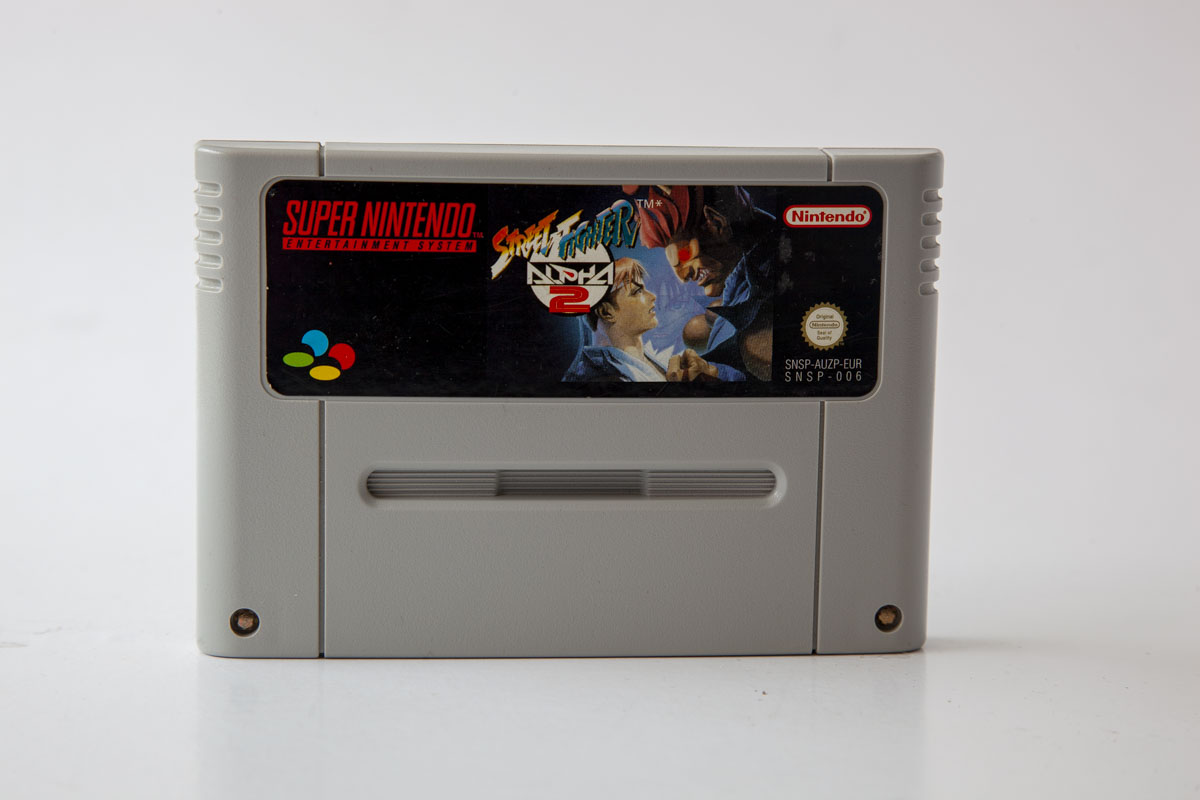 SUPER NINTENDO TM
ENTERTAINMENT SYSTEM
STREET FIGHTER TM*
ALPHA
2
Nintendo®
Original
Nintendo
Seal of
Quality
SNSP-AUZP-EUR
SNSP-006